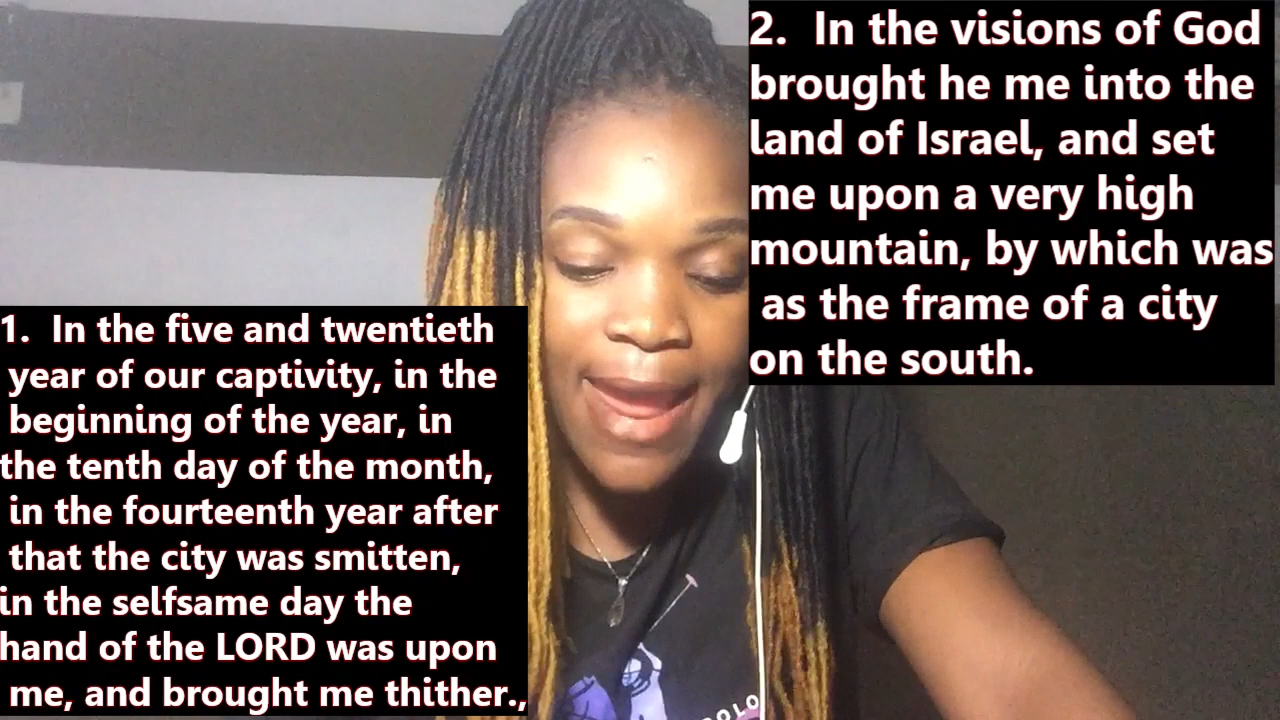 1.  In the five and twentieth
year of our captivity, in the
beginning of the year, in
the tenth day of the month,
in the fourteenth year after
that the city was smitten,
in the selfsame day the
hand of the LORD was upon
me, and brought me thither.,
2.  In the visions of God
brought he me into the
land of Israel, and set
me upon a very high
mountain, by which was
as the frame of a city
on the south.